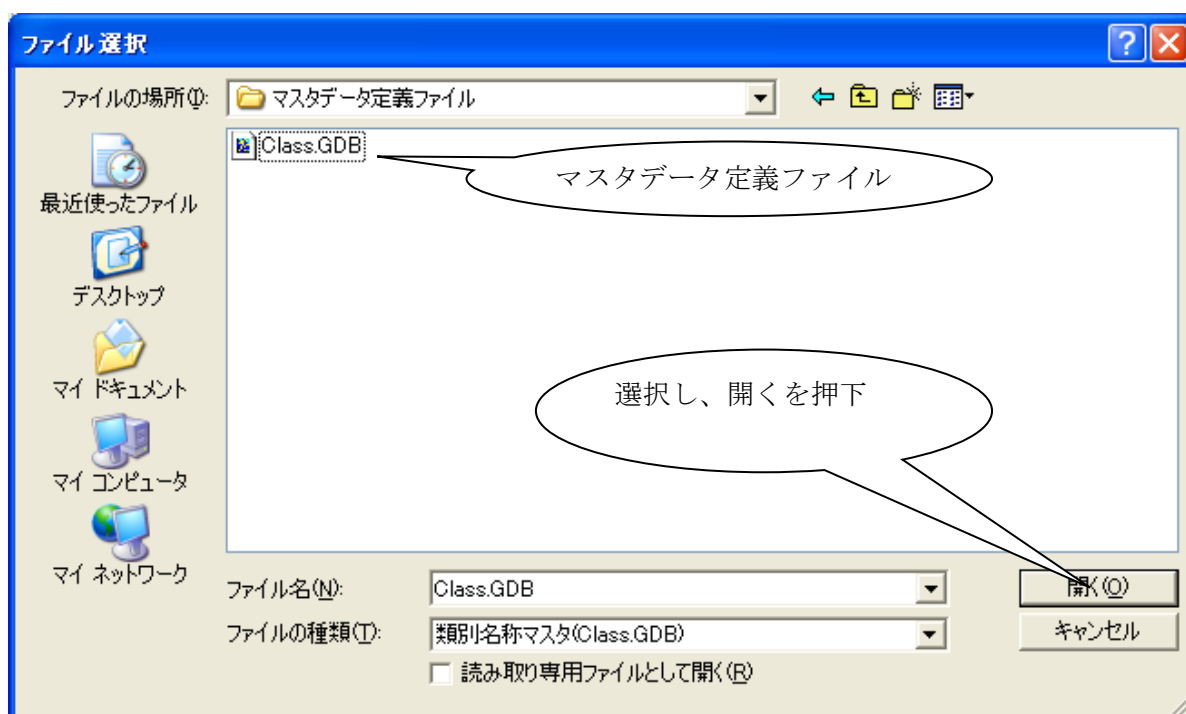 ファイル選択
ファイルの場所(I):
マスタデータ定義ファイル
Class.GDB
マスタデータ定義ファイル
最近使ったファイル
デスクトップ
マイ ドキュメント
選択し、開くを押下
マイ コンピュータ
マイ ネットワーク
ファイル名(N):
Class.GDB
開く(O)
ファイルの種類(T):
類別名称マスタ(Class.GDB)
キャンセル
読み取り専用ファイルとして開く(R)